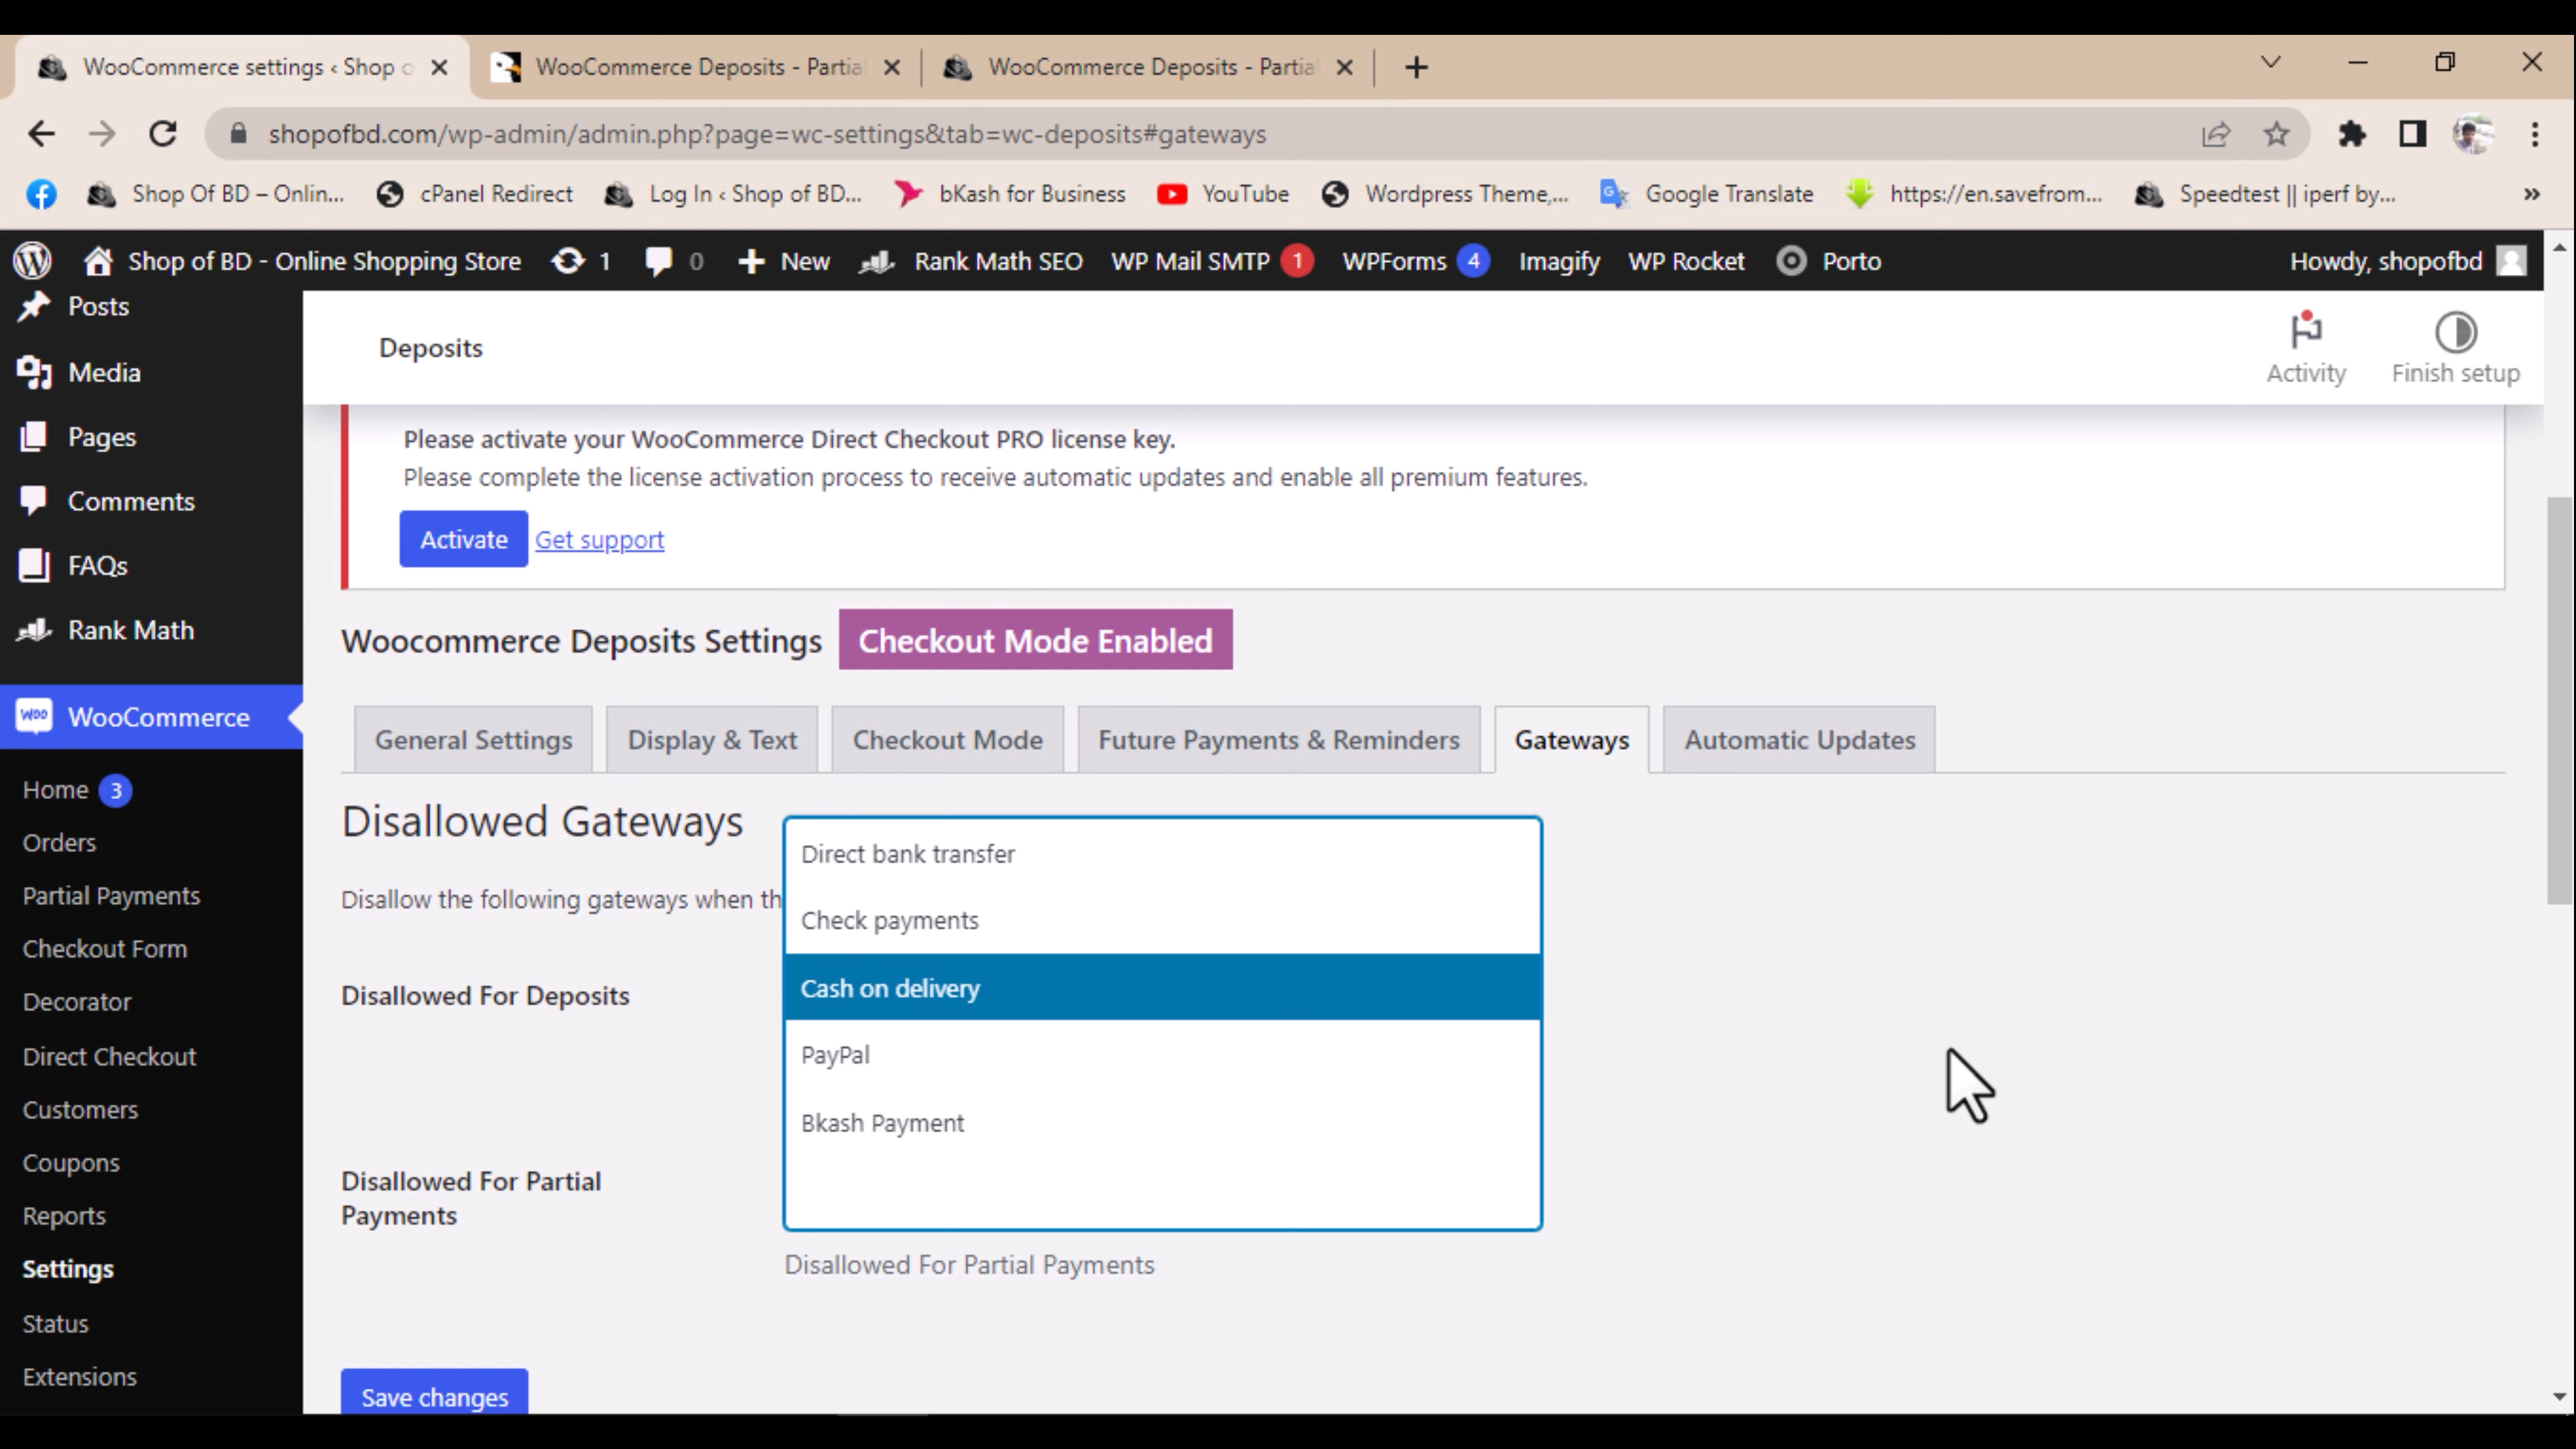 WooCommerce settings ‹ Shop o
WooCommerce Deposits - Partial
WooCommerce Deposits - Partial
shopofbd.com/wp-admin/admin.php?page=wc-settings&tab=wc-deposits#gateways
Shop Of BD – Onlin...
cPanel Redirect
Log In ‹ Shop of BD...
bKash for Business
YouTube
Wordpress Theme,...
Google Translate
https://en.savefrom...
Speedtest || iperf by...
»
Shop of BD - Online Shopping Store
1
0
New
Rank Math SEO
WP Mail SMTP 1
WPForms 4
Imagify
WP Rocket
Porto
Howdy, shopofbd
Posts
Media
Pages
Comments
FAQs
Rank Math
Woo WooCommerce
Home 3
Orders
Partial Payments
Checkout Form
Decorator
Direct Checkout
Customers
Coupons
Reports
Settings
Status
Extensions
Deposits
Activity
Finish setup
Please activate your WooCommerce Direct Checkout PRO license key.
Please complete the license activation process to receive automatic updates and enable all premium features.
Activate Get support
Woocommerce Deposits Settings Checkout Mode Enabled
General Settings
Display & Text
Checkout Mode
Future Payments & Reminders
Gateways
Automatic Updates
Disallowed Gateways
Disallow the following gateways when th
Direct bank transfer
Check payments
Cash on delivery
PayPal
Bkash Payment
Disallowed For Deposits
Disallowed For Partial
Payments
Disallowed For Partial Payments
Save changes